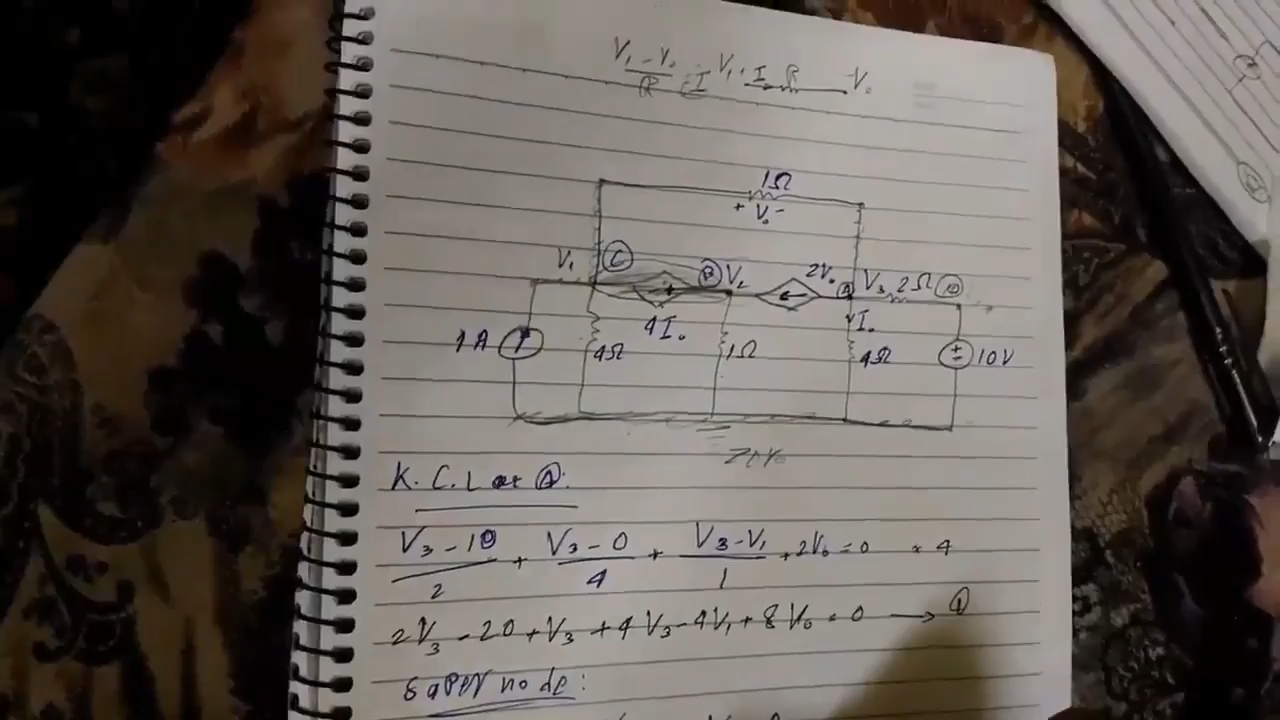 V₁ - V₀ / R = I V₁ I R V₀
1Ω
+ V₀ -
V₁ C B V₂ 2V₀ A V₃ 2Ω 10
+
4I₀ I₀
1A 4Ω 1Ω 4Ω + - 10V
K.C.L at A:
V₃ - 10 / 2 + V₃ - 0 / 4 + V₃ - V₁ / 1 + 2V₀ = 0 × 4
2V₃ - 20 + V₃ + 4V₃ - 4V₁ + 8V₀ = 0 → ①